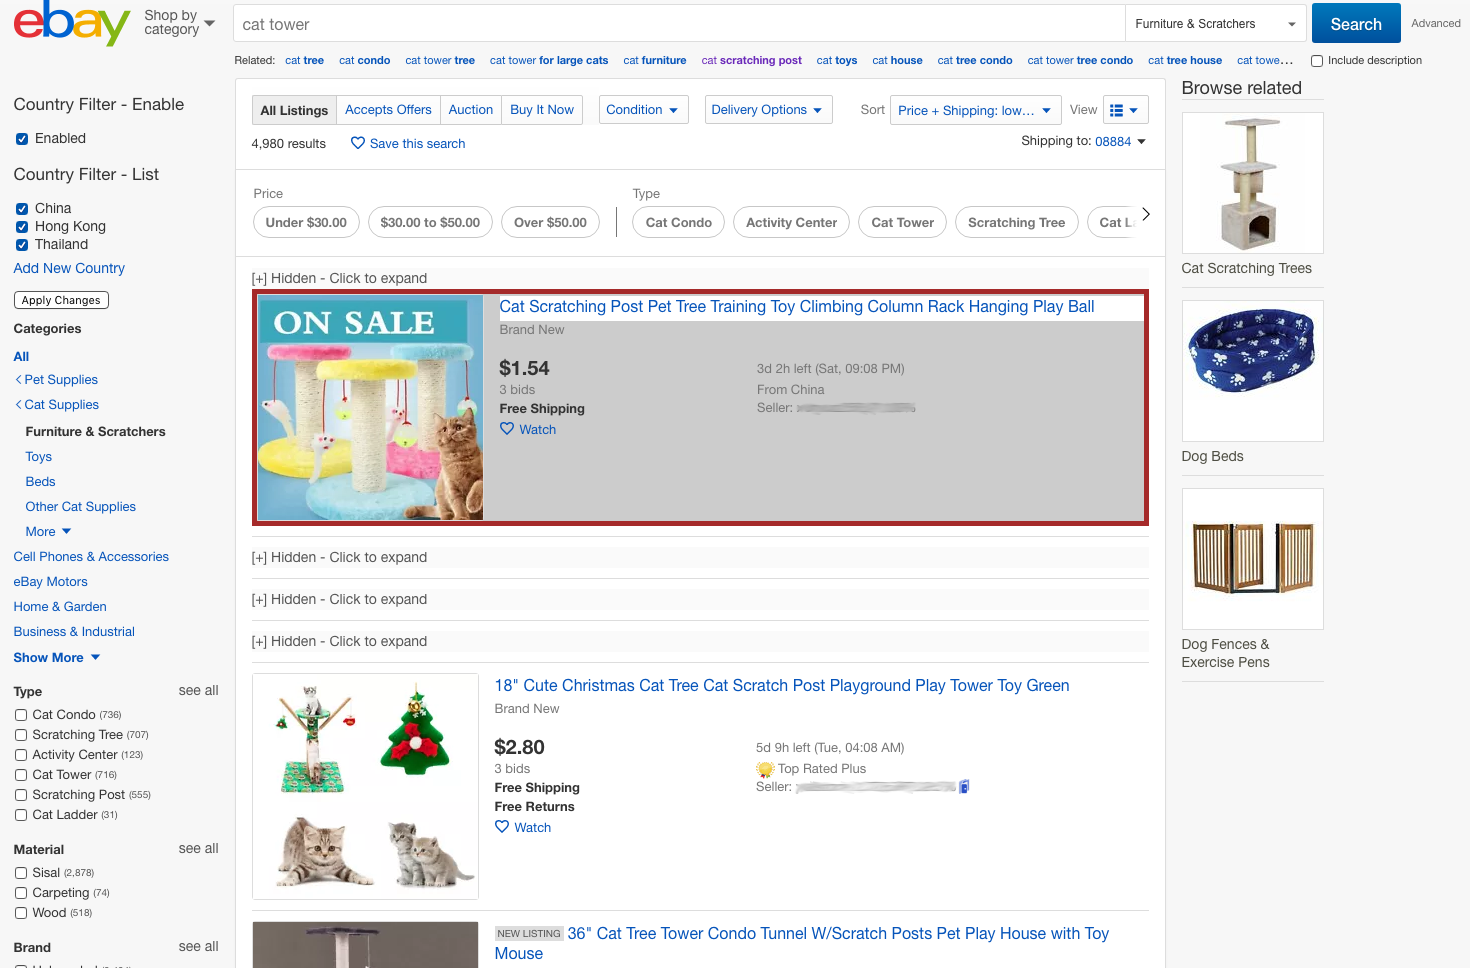 ebay
Shop by category
cat tower
Furniture & Scratchers
Search
Advanced
Related: cat tree cat condo cat tower tree cat tower for large cats cat furniture cat scratching post cat toys cat house cat tree condo cat tower tree condo cat tree house cat towe...
Include description
Country Filter - Enable
Enabled
Country Filter - List
China
Hong Kong
Thailand
Add New Country
Apply Changes
Categories
All
Pet Supplies
Cat Supplies
Furniture & Scratchers
Toys
Beds
Other Cat Supplies
More
Cell Phones & Accessories
eBay Motors
Home & Garden
Business & Industrial
Show More
Type see all
Cat Condo (736)
Scratching Tree (707)
Activity Center (123)
Cat Tower (716)
Scratching Post (555)
Cat Ladder (31)
Material see all
Sisal (2,878)
Carpeting (74)
Wood (518)
Brand see all
All Listings Accepts Offers Auction Buy It Now Condition Delivery Options Sort Price + Shipping: low... View
4,980 results Save this search Shipping to: 08884
Price Type
Under $30.00 $30.00 to $50.00 Over $50.00 Cat Condo Activity Center Cat Tower Scratching Tree Cat L
[+] Hidden - Click to expand
ON SALE
Cat Scratching Post Pet Tree Training Toy Climbing Column Rack Hanging Play Ball
Brand New
$1.54
3 bids
Free Shipping
Watch
3d 2h left (Sat, 09:08 PM)
From China
Seller:
[+] Hidden - Click to expand
[+] Hidden - Click to expand
[+] Hidden - Click to expand
18" Cute Christmas Cat Tree Cat Scratch Post Playground Play Tower Toy Green
Brand New
$2.80
3 bids
Free Shipping
Free Returns
Watch
5d 9h left (Tue, 04:08 AM)
Top Rated Plus
Seller:
NEW LISTING 36" Cat Tree Tower Condo Tunnel W/Scratch Posts Pet Play House with Toy
Mouse
Browse related
Cat Scratching Trees
Dog Beds
Dog Fences &
Exercise Pens